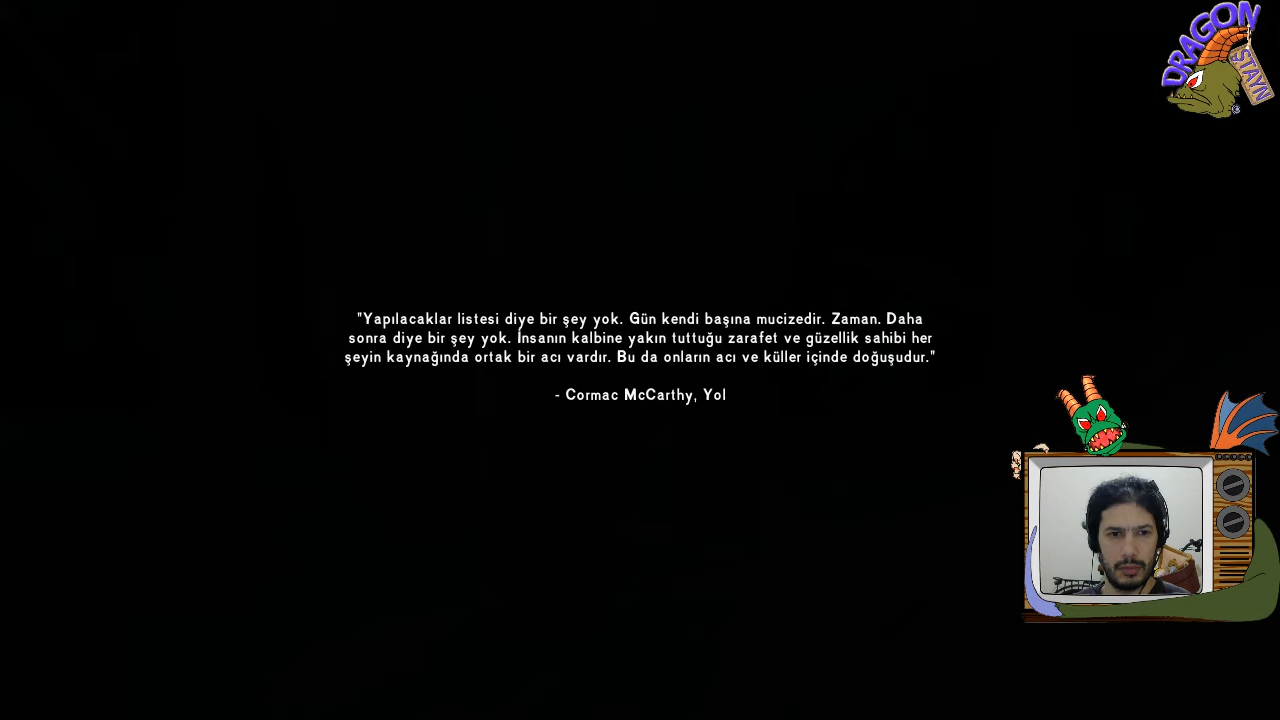 DRAGON
STAYN
"Yapılacaklar listesi diye bir şey yok. Gün kendi başına mucizedir. Zaman. Daha
sonra diye bir şey yok. İnsanın kalbine yakın tuttuğu zarafet ve güzellik sahibi her
şeyin kaynağında ortak bir acı vardır. Bu da onların acı ve küller içinde doğuşudur."
- Cormac McCarthy, Yol